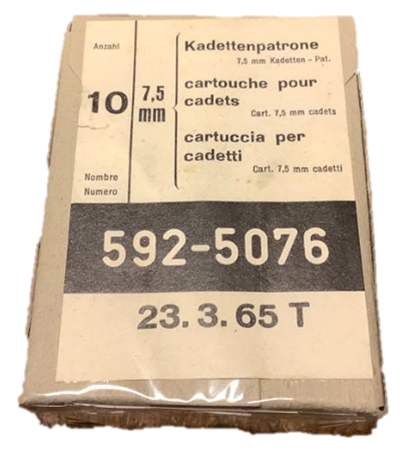 Anzahl
10
Nombre
Numero
7,5
mm
Kadettenpatrone
7,5 mm Kadetten - Pat.
cartouche pour
cadets
Cart. 7,5 mm cadets
cartuccia per
cadetti
Cart. 7,5 mm cadetti
592-5076
23. 3. 65 T